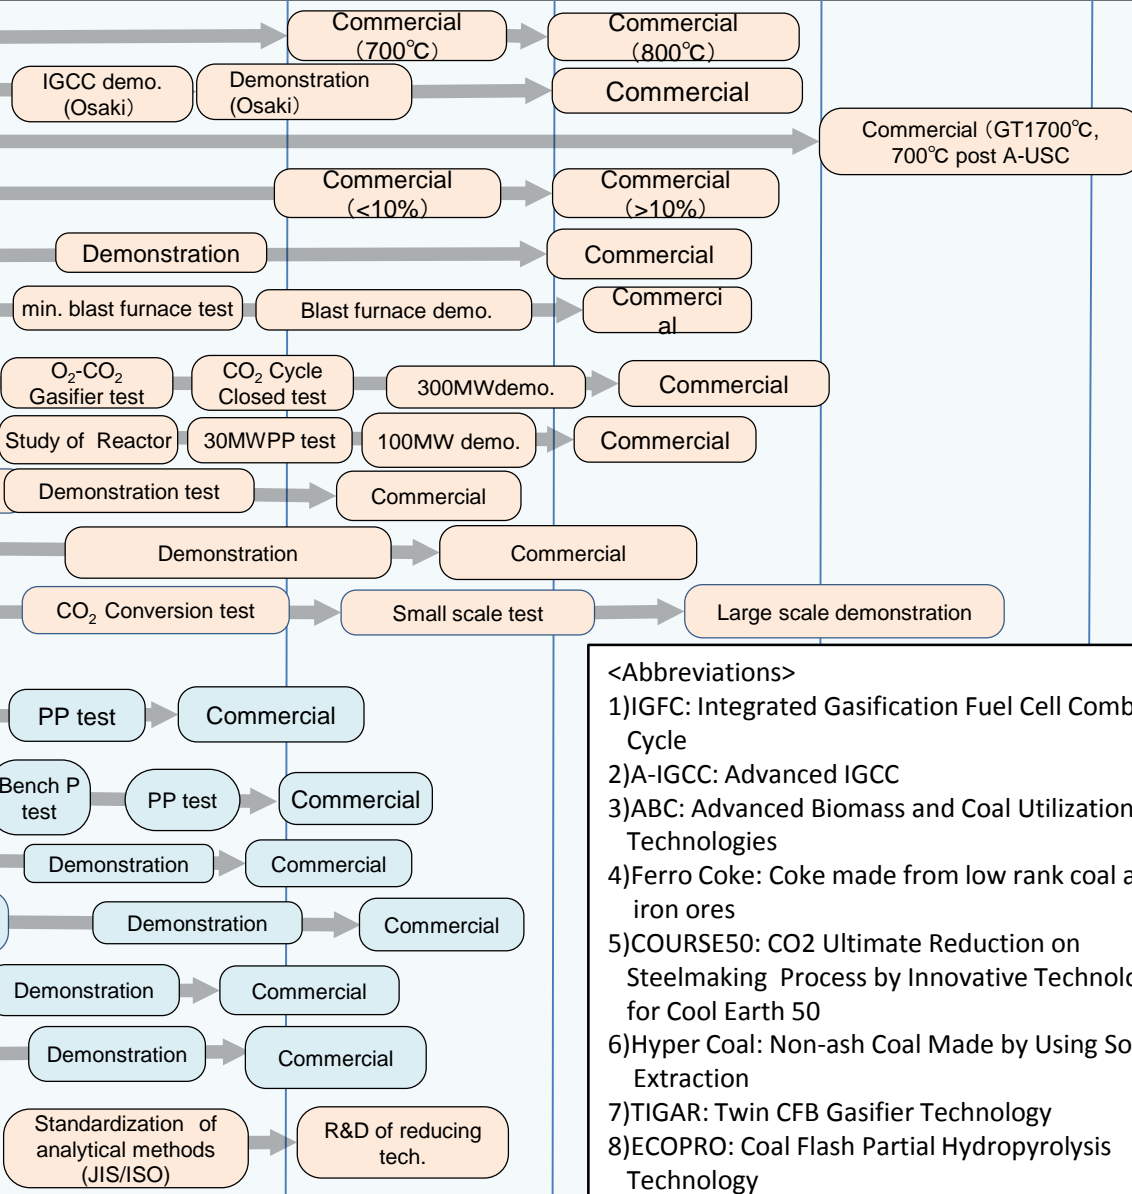 Commercial
（700℃）
Commercial
（800℃）
IGCC demo.
(Osaki）
Demonstration
(Osaki）
Commercial
Commercial（GT1700℃,
700℃ post A-USC
Commercial
（<10%）
Commercial
（>10%）
Demonstration
Commercial
min. blast furnace test
Blast furnace demo.
Commerci
al
O2-CO2
Gasifier test
CO2 Cycle
Closed test
300MWdemo.
Commercial
Study of Reactor
30MWPP test
100MW demo.
Commercial
Demonstration test
Commercial
Demonstration
Commercial
CO2 Conversion test
Small scale test
Large scale demonstration
PP test
Commercial
Bench P
test
PP test
Commercial
Demonstration
Commercial
Demonstration
Commercial
Demonstration
Commercial
Demonstration
Commercial
Standardization of
analytical methods
(JIS/ISO)
R&D of reducing
tech.
<Abbreviations>
1)IGFC: Integrated Gasification Fuel Cell Comb
Cycle
2)A-IGCC: Advanced IGCC
3)ABC: Advanced Biomass and Coal Utilization
Technologies
4)Ferro Coke: Coke made from low rank coal a
iron ores
5)COURSE50: CO2 Ultimate Reduction on
Steelmaking Process by Innovative Technolo
for Cool Earth 50
6)Hyper Coal: Non-ash Coal Made by Using So
Extraction
7)TIGAR: Twin CFB Gasifier Technology
8)ECOPRO: Coal Flash Partial Hydropyrolysis
Technology